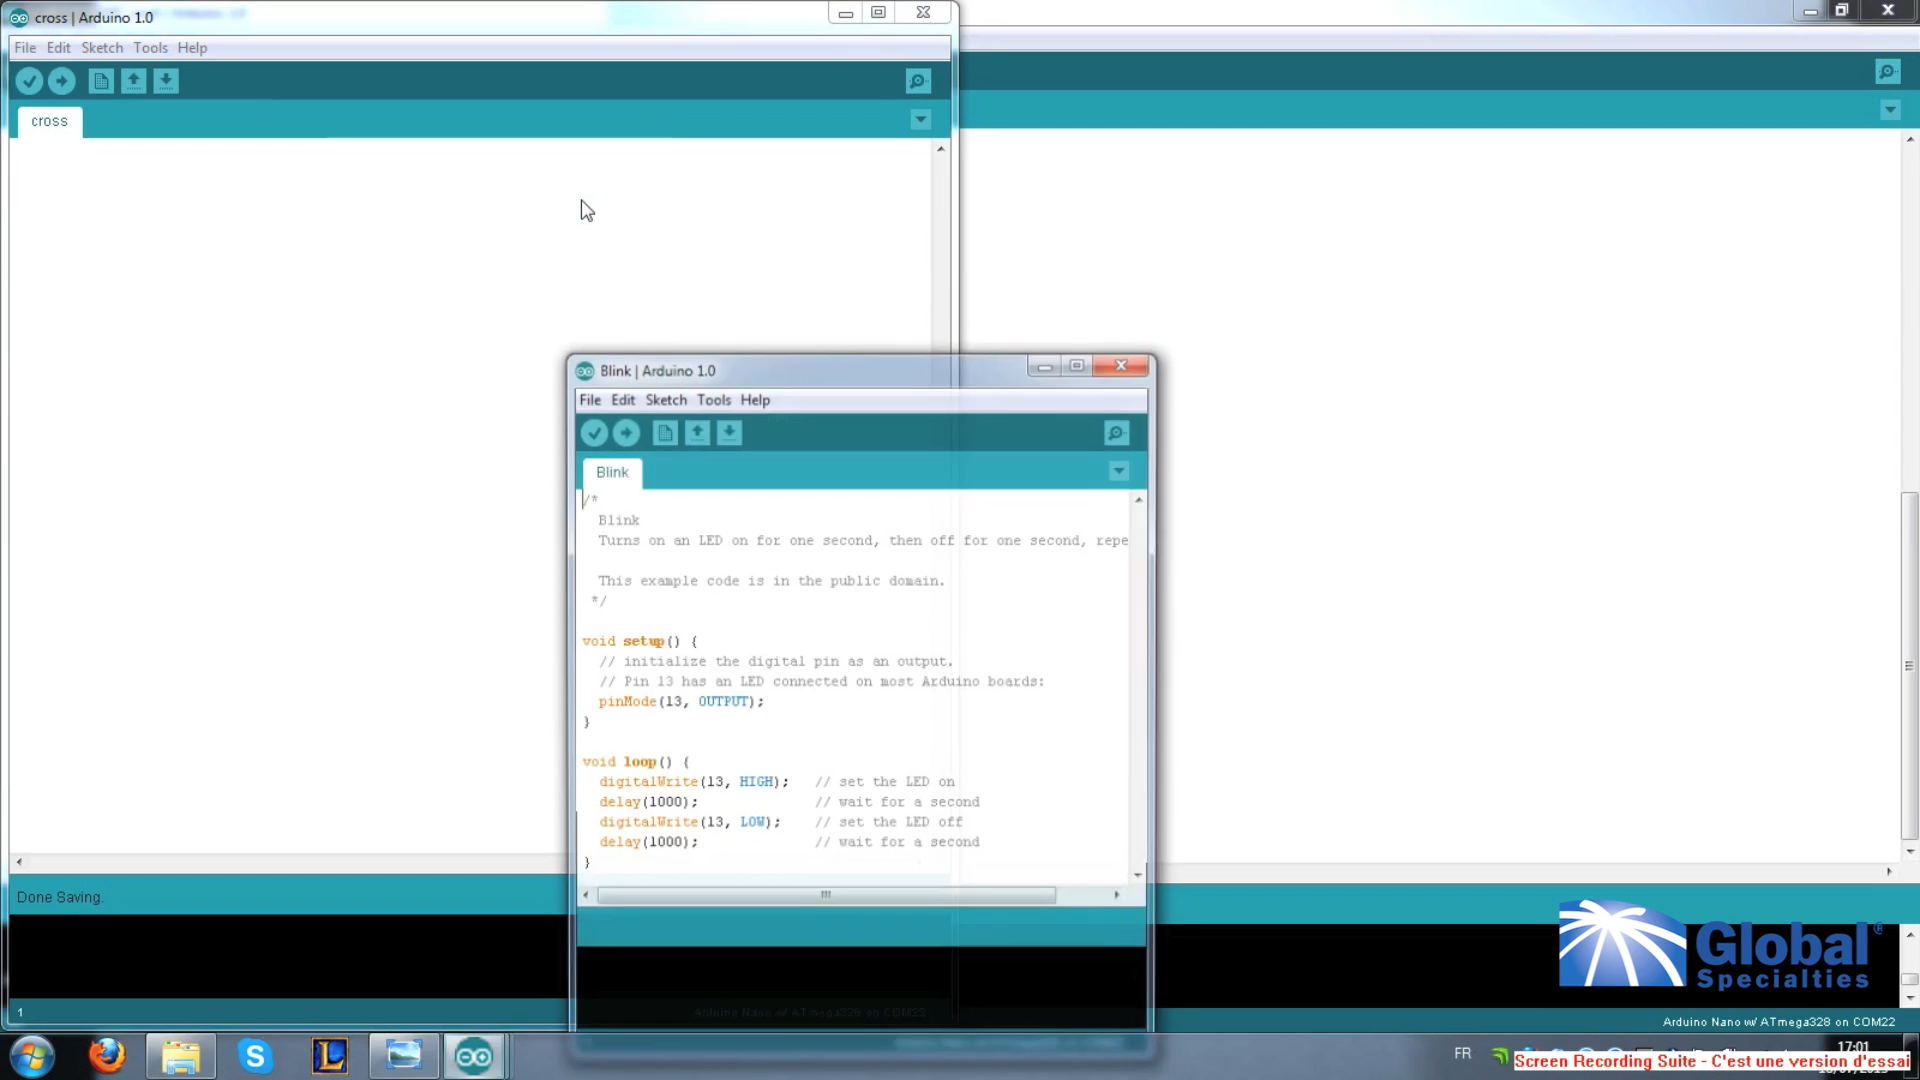 cross | Arduino 1.0
File Edit Sketch Tools Help
cross
Blink | Arduino 1.0
File Edit Sketch Tools Help
Blink
/*
Blink
Turns on an LED on for one second, then off for one second, repe
This example code is in the public domain.
*/
void setup() {
// initialize the digital pin as an output.
// Pin 13 has an LED connected on most Arduino boards:
pinMode(13, OUTPUT);
}
void loop() {
digitalWrite(13, HIGH);   // set the LED on
delay(1000);              // wait for a second
digitalWrite(13, LOW);    // set the LED off
delay(1000);              // wait for a second
}
Done Saving.
Global®
Specialties
1
Arduino Nano w/ ATmega328 on COM22
Arduino Nano w/ ATmega328 on COM22
FR
17:01
Screen Recording Suite - C'est une version d'essai